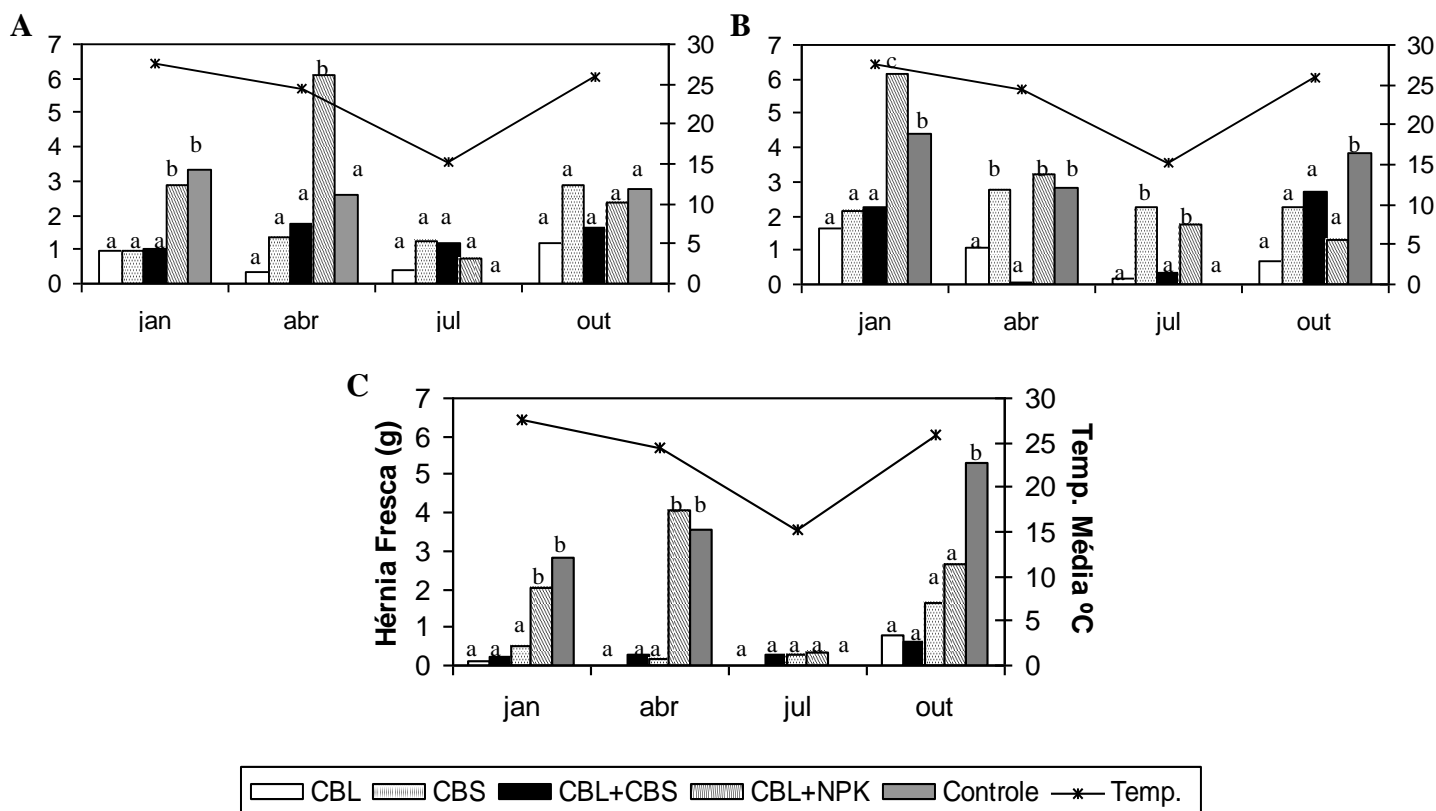 A
B
7 6 5 4 3 2 1 0
30 25 20 15 10 5 0
a a a b b
a a a b a
a a a a a
a a a a a
jan abr jul out
7 6 5 4 3 2 1 0
30 25 20 15 10 5 0
a a a c b
a b a b b
a b a b a
a a a a b
jan abr jul out
C
Hérnia Fresca (g)
7 6 5 4 3 2 1 0
30 25 20 15 10 5 0
Temp. Média ºC
a a a b b
a a a b b
a a a a a
a a a a b
jan abr jul out
CBL CBS CBL+CBS CBL+NPK Controle Temp.